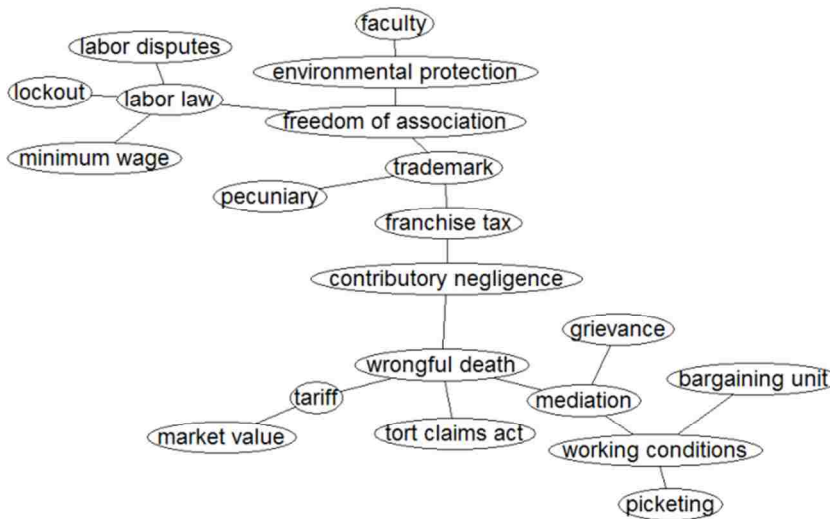 faculty
labor disputes
environmental protection
lockout
labor law
freedom of association
minimum wage
trademark
pecuniary
franchise tax
contributory negligence
grievance
wrongful death
bargaining unit
tariff
mediation
market value
tort claims act
working conditions
picketing